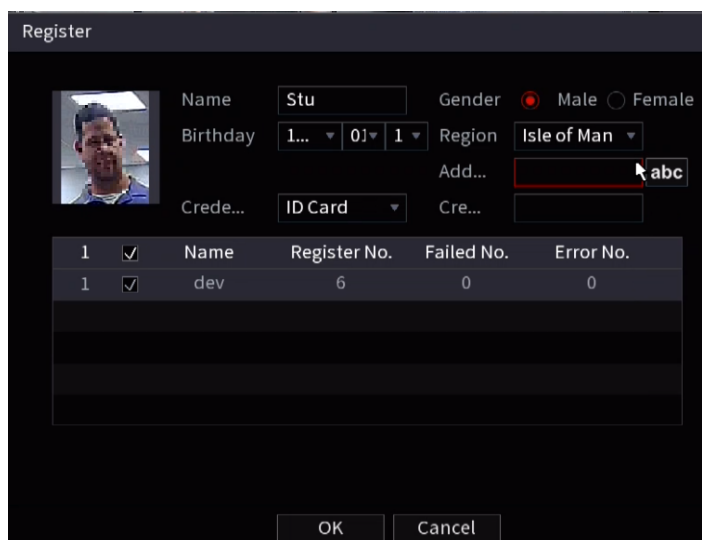 Register
Name Stu Gender Male Female
Birthday 1... 01 1 Region Isle of Man
Add... abc
Crede... ID Card Cre...
1 Name Register No. Failed No. Error No.
1 dev 6 0 0
OK Cancel